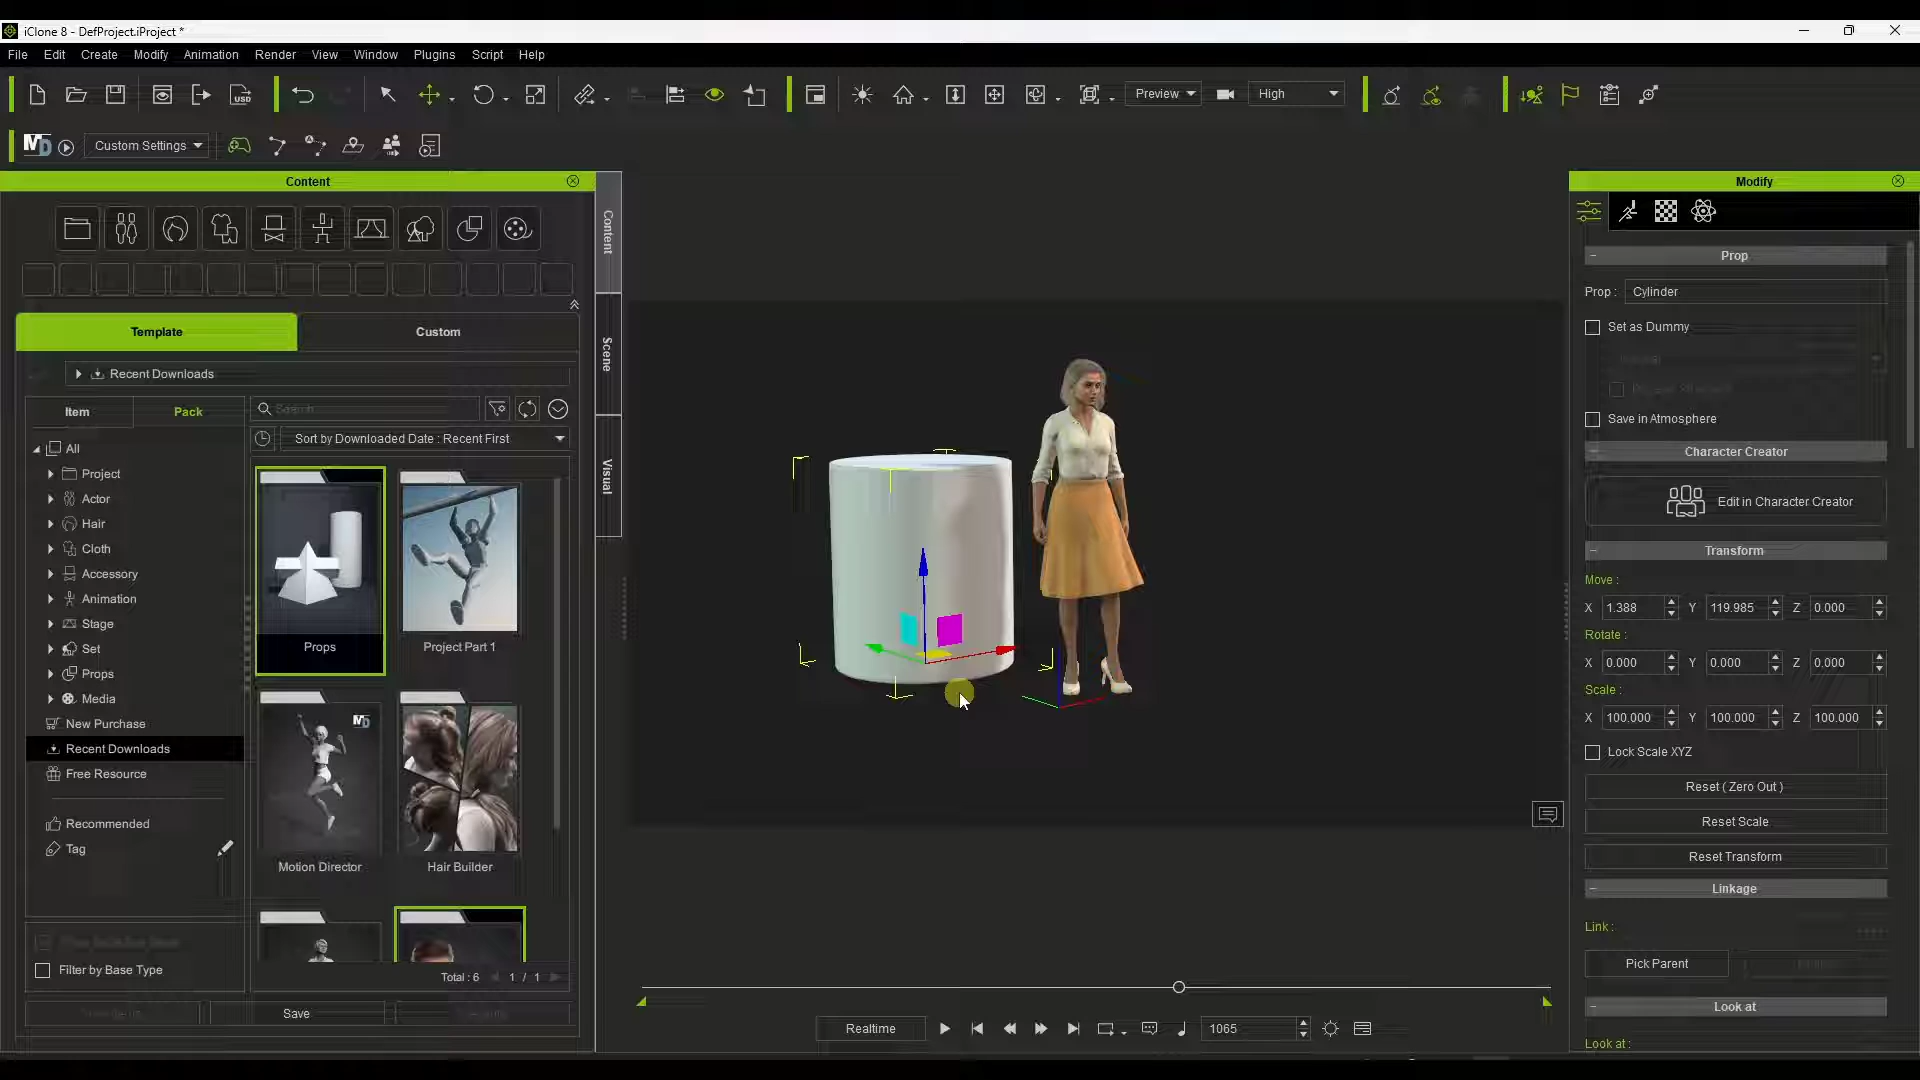 iClone 8 - DefProject.iProject *
File Edit Create Modify Animation Render View Window Plugins Script Help
USD
Preview High
MD Custom Settings
Content
Content
Scene
Visual
Template Custom
Recent Downloads
Item Pack
Search
Sort by Downloaded Date : Recent First
All
Project
Actor
Hair
Cloth
Accessory
Animation
Stage
Set
Props
Media
New Purchase
Recent Downloads
Free Resource
Recommended
Tag
Props
Project Part 1
MD
Motion Director
Hair Builder
Filter by Base Type
Total : 6 1 / 1
Save
Realtime 1065
Modify
Prop
Prop : Cylinder
Set as Dummy
Save in Atmosphere
Character Creator
Edit in Character Creator
Transform
Move :
X 1.388 Y 119.985 Z 0.000
Rotate :
X 0.000 Y 0.000 Z 0.000
Scale :
X 100.000 Y 100.000 Z 100.000
Lock Scale XYZ
Reset ( Zero Out )
Reset Scale
Reset Transform
Linkage
Link :
Pick Parent
Look at
Look at :